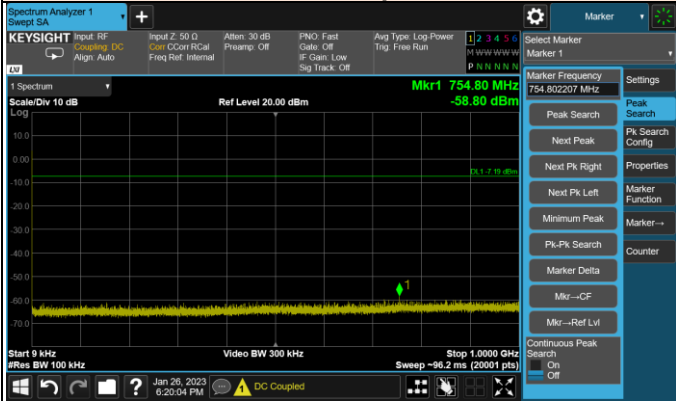 Spectrum Analyzer 1
Swept SA
Marker
KEYSIGHT
Input: RF
Coupling: DC
Align: Auto
Input Z: 50 Ω
Corr CCorr RCal
Freq Ref: Internal
Atten: 30 dB
Preamp: Off
PNO: Fast
Gate: Off
IF Gain: Low
Sig Track: Off
Avg Type: Log-Power
Trig: Free Run
1 2 3 4 5 6
M W W W W W
P N N N N N
LXI
Select Marker
Marker 1
1 Spectrum
Mkr1 754.80 MHz
Scale/Div 10 dB
Ref Level 20.00 dBm
-58.80 dBm
Log
10.0
0.00
-10.0
-20.0
-30.0
-40.0
-50.0
-60.0
-70.0
DL1 -7.19 dBm
1
Start 9 kHz
#Res BW 100 kHz
Video BW 300 kHz
Stop 1.0000 GHz
Sweep ~96.2 ms (20001 pts)
Marker Frequency
754.802207 MHz
Peak Search
Next Peak
Next Pk Right
Next Pk Left
Minimum Peak
Pk-Pk Search
Marker Delta
Mkr→CF
Mkr→Ref Lvl
Continuous Peak
Search
On
Off
Settings
Peak
Search
Pk Search
Config
Properties
Marker
Function
Marker→
Counter
?
Jan 26, 2023
6:20:04 PM
DC Coupled